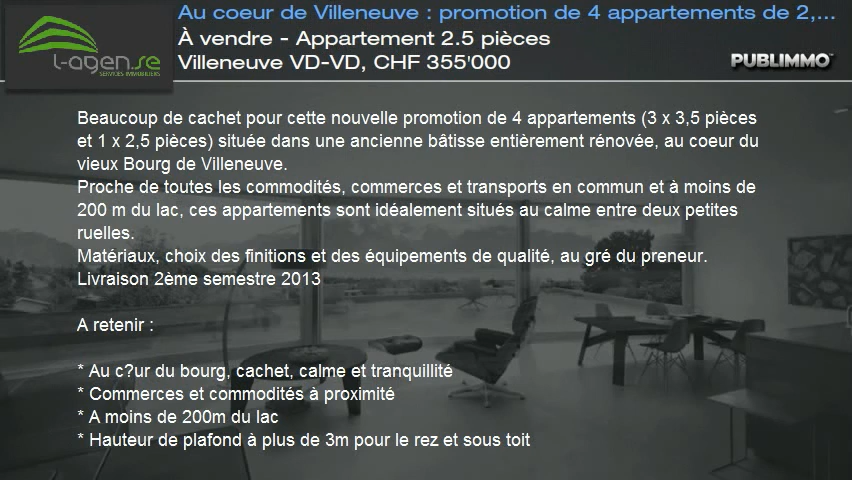 Au coeur de Villeneuve : promotion de 4 appartements de 2,...
l-agen.se
SERVICES IMMOBILIERS
À vendre - Appartement 2.5 pièces
Villeneuve VD-VD, CHF 355'000
PUBLIMMO
Beaucoup de cachet pour cette nouvelle promotion de 4 appartements (3 x 3,5 pièces
et 1 x 2,5 pièces) située dans une ancienne bâtisse entièrement rénovée, au coeur du
vieux Bourg de Villeneuve.
Proche de toutes les commodités, commerces et transports en commun et à moins de
200 m du lac, ces appartements sont idéalement situés au calme entre deux petites
ruelles.
Matériaux, choix des finitions et des équipements de qualité, au gré du preneur.
Livraison 2ème semestre 2013
A retenir :
* Au c?ur du bourg, cachet, calme et tranquillité
* Commerces et commodités à proximité
* A moins de 200m du lac
* Hauteur de plafond à plus de 3m pour le rez et sous toit